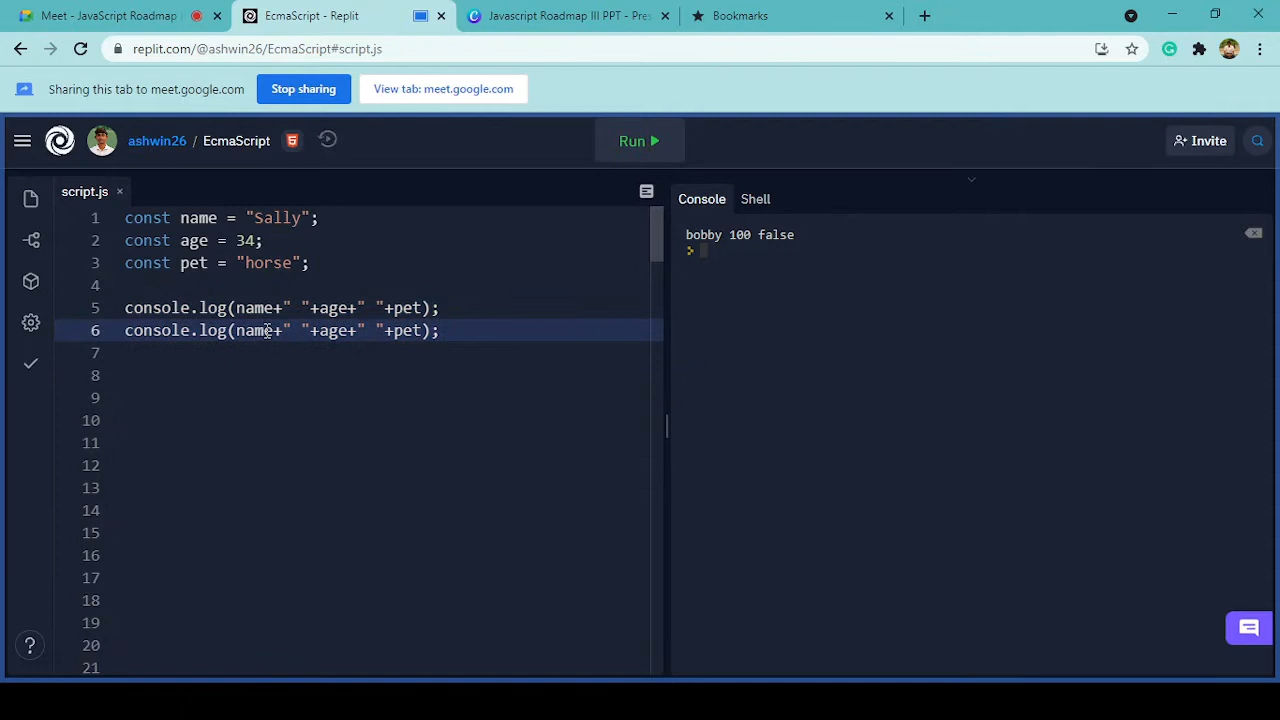 Meet - JavaScript Roadmap
EcmaScript - Replit
Javascript Roadmap III PPT - Pres
Bookmarks
replit.com/@ashwin26/EcmaScript#script.js
Sharing this tab to meet.google.com
Stop sharing
View tab: meet.google.com
ashwin26 / EcmaScript
Run
Invite
script.js
Console
Shell
1 const name = "Sally";
2 const age = 34;
3 const pet = "horse";
4
5 console.log(name+" "+age+" "+pet);
6 console.log(name+" "+age+" "+pet);
7
8
9
10
11
12
13
14
15
16
17
18
19
20
21
bobby 100 false